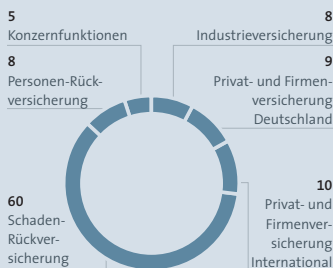 5
Konzernfunktionen
8
Personen-Rück-
versicherung
60
Schaden-
Rückver-
sicherung
8
Industrieversicherung
9
Privat- und Firmen-
versicherung
Deutschland
10
Privat- und
Firmenver-
sicherung
International